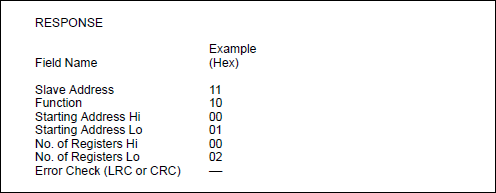 RESPONSE
Example
Field Name (Hex)
Slave Address 11
Function 10
Starting Address Hi 00
Starting Address Lo 01
No. of Registers Hi 00
No. of Registers Lo 02
Error Check (LRC or CRC) —